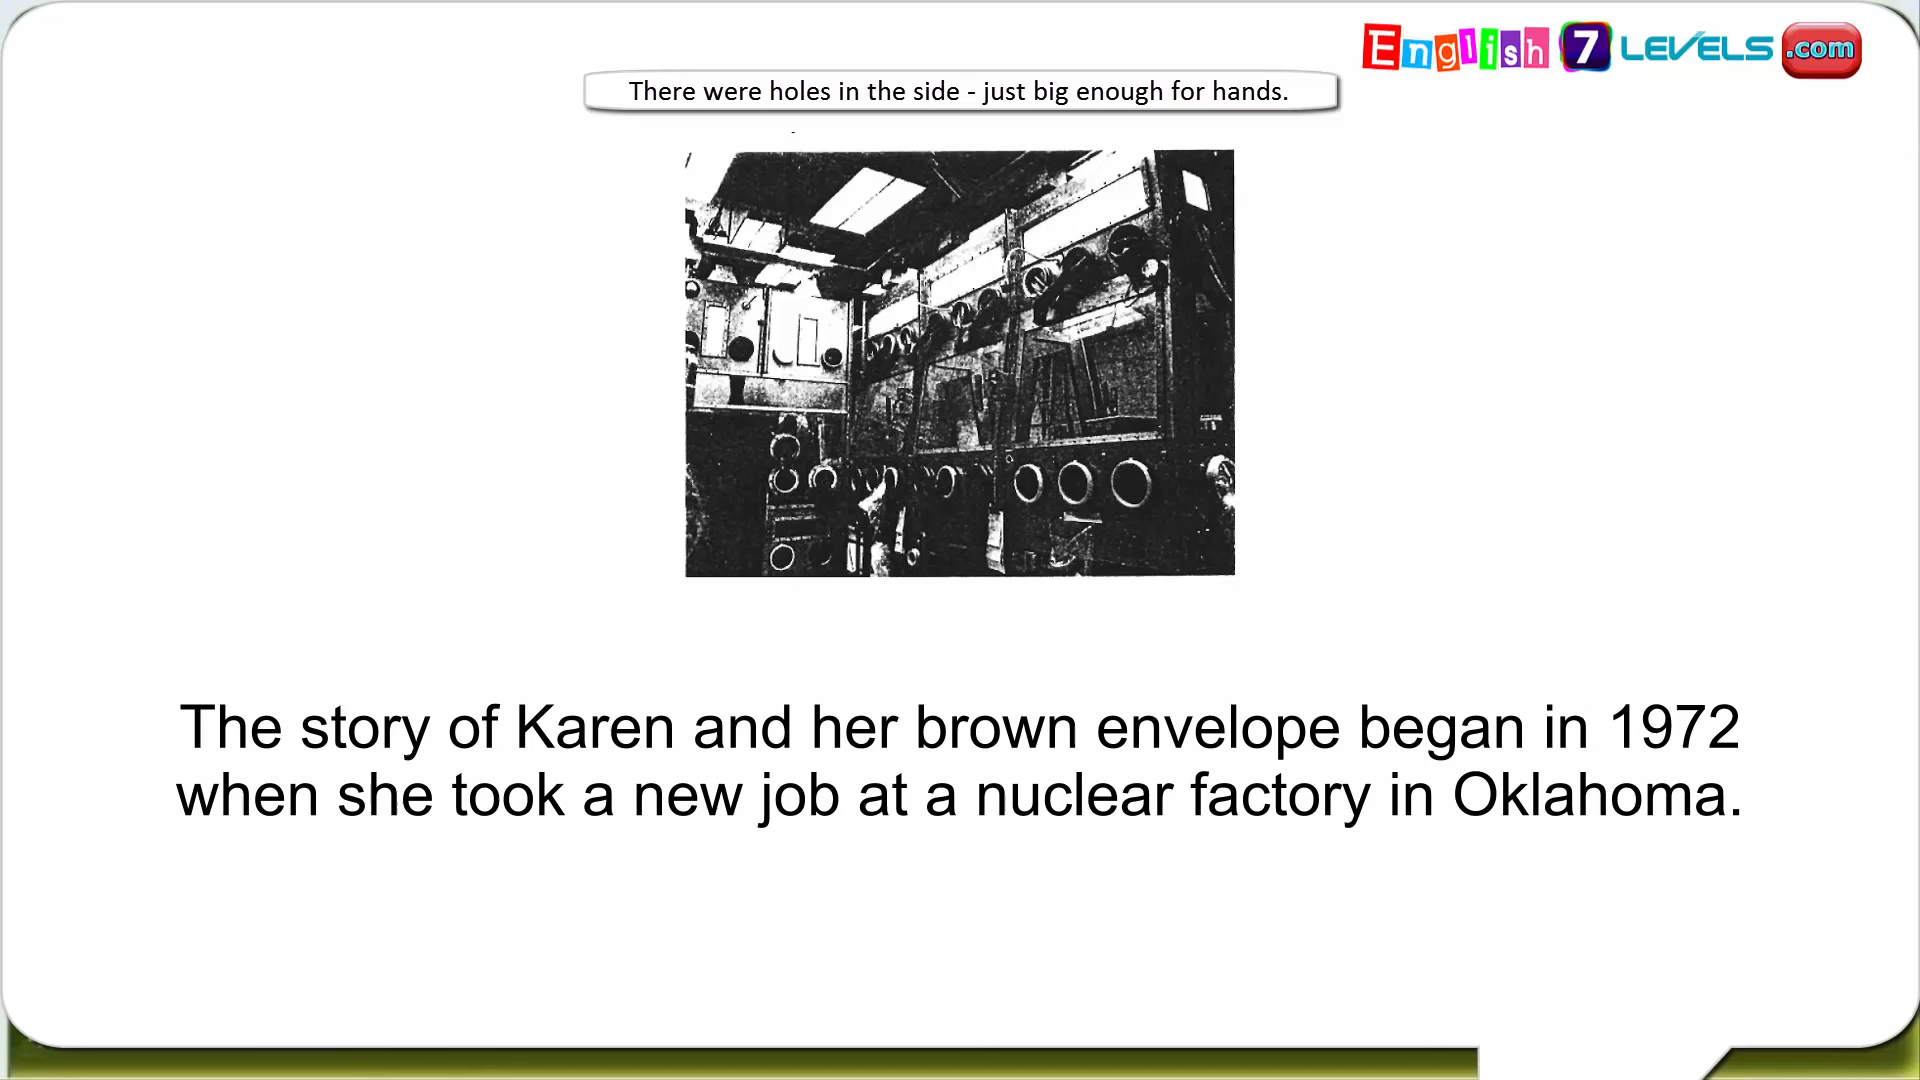 English 7 LEVELS .com
There were holes in the side - just big enough for hands.
The story of Karen and her brown envelope began in 1972
when she took a new job at a nuclear factory in Oklahoma.